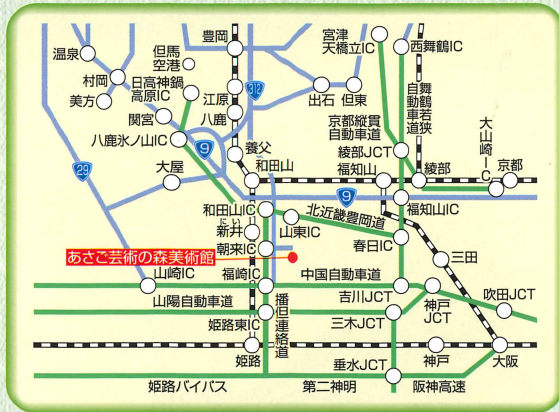 豊岡
宮津
天橋立IC
西舞鶴IC
温泉
但馬
空港
村岡
日高神鍋
高原IC
312
美方
江原
出石
但東
舞鶴若狭
自動車道
関宮
八鹿
京都縦貫
自動車道
大山崎IC
八鹿氷ノ山IC
9
養父
綾部JCT
29
大屋
和田山
福知山
綾部
京都
9
和田山IC
北近畿豊岡道
福知山IC
にい
新井
山東IC
朝来IC
春日IC
あさご芸術の森美術館
三田
山崎IC
福崎IC
中国自動車道
山陽自動車道
播但連絡道
吉川JCT
神戸
JCT
吹田JCT
姫路東IC
三木JCT
姫路
垂水JCT
神戸
大阪
姫路バイパス
第二神明
阪神高速